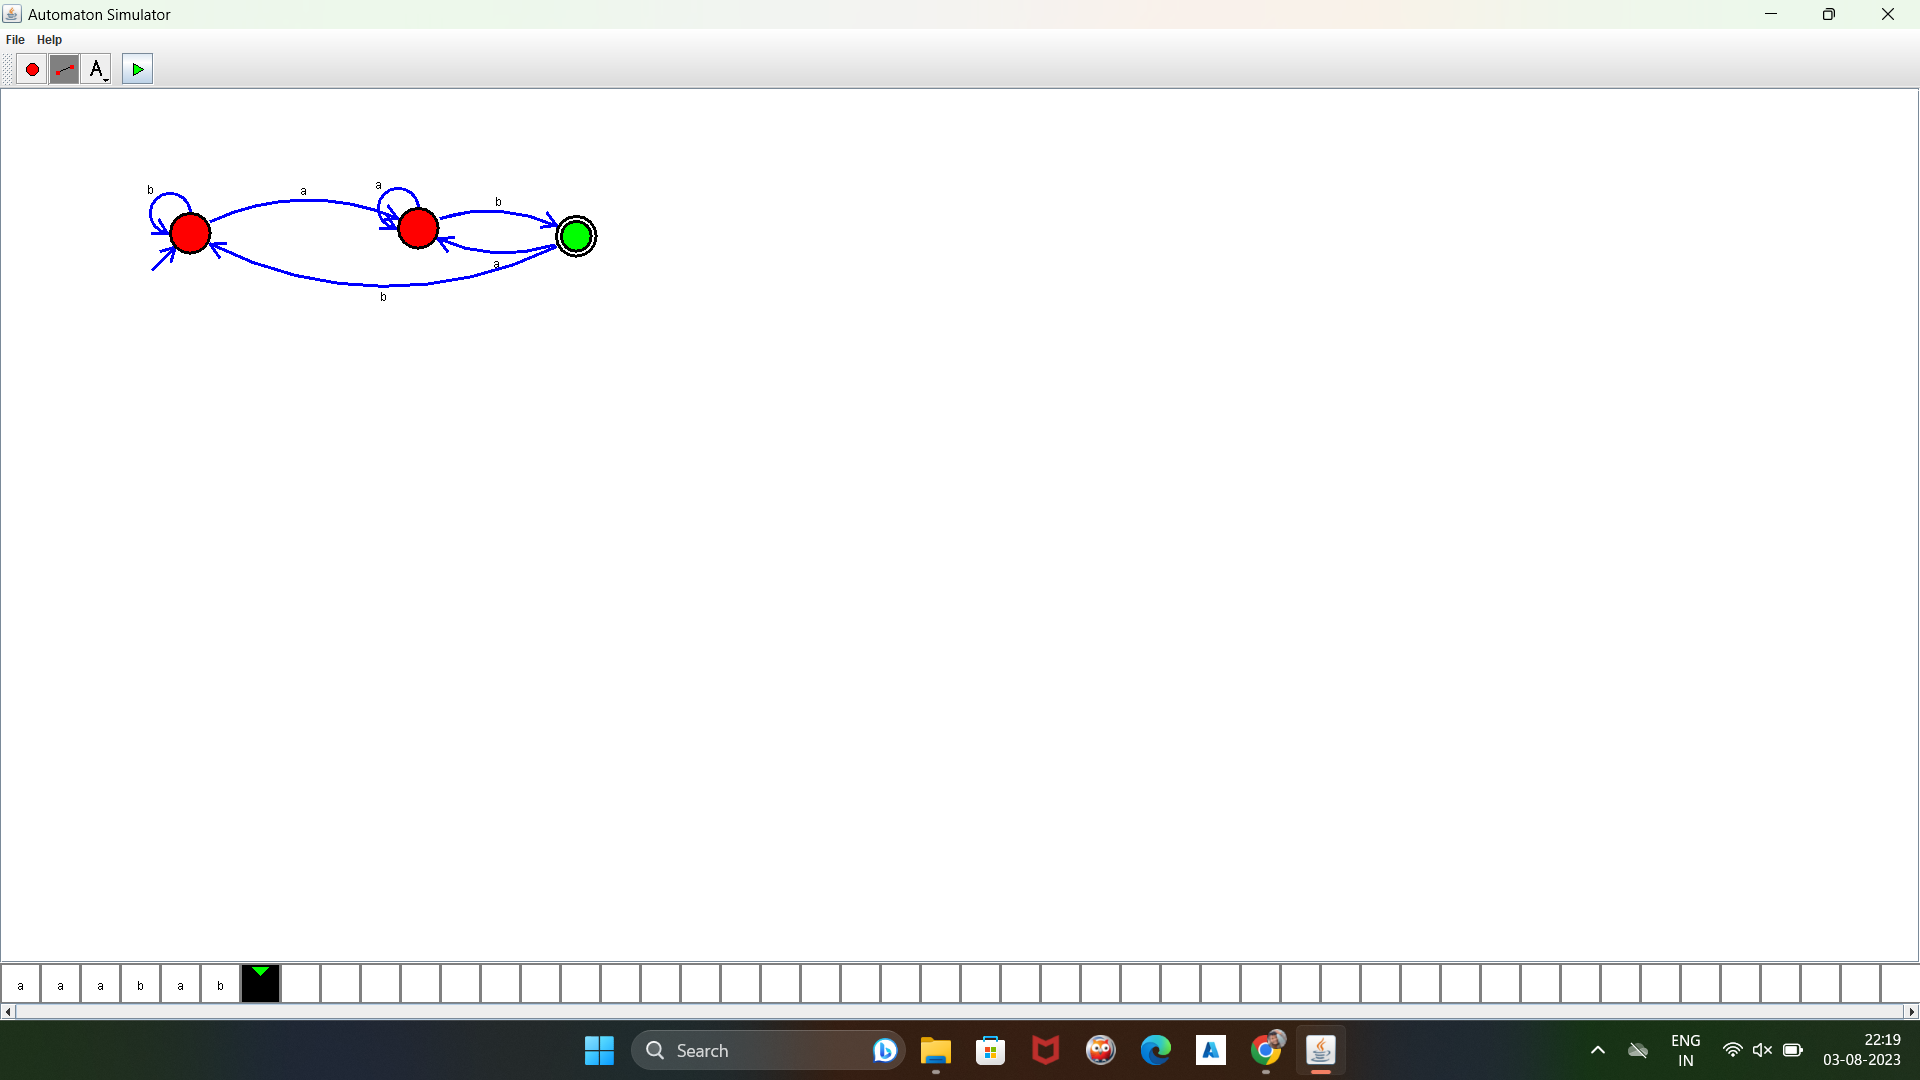 Automaton Simulator
File Help
A
b
a
a
b
a
b
a a a b a b
Search
ENG
IN
22:19
03-08-2023